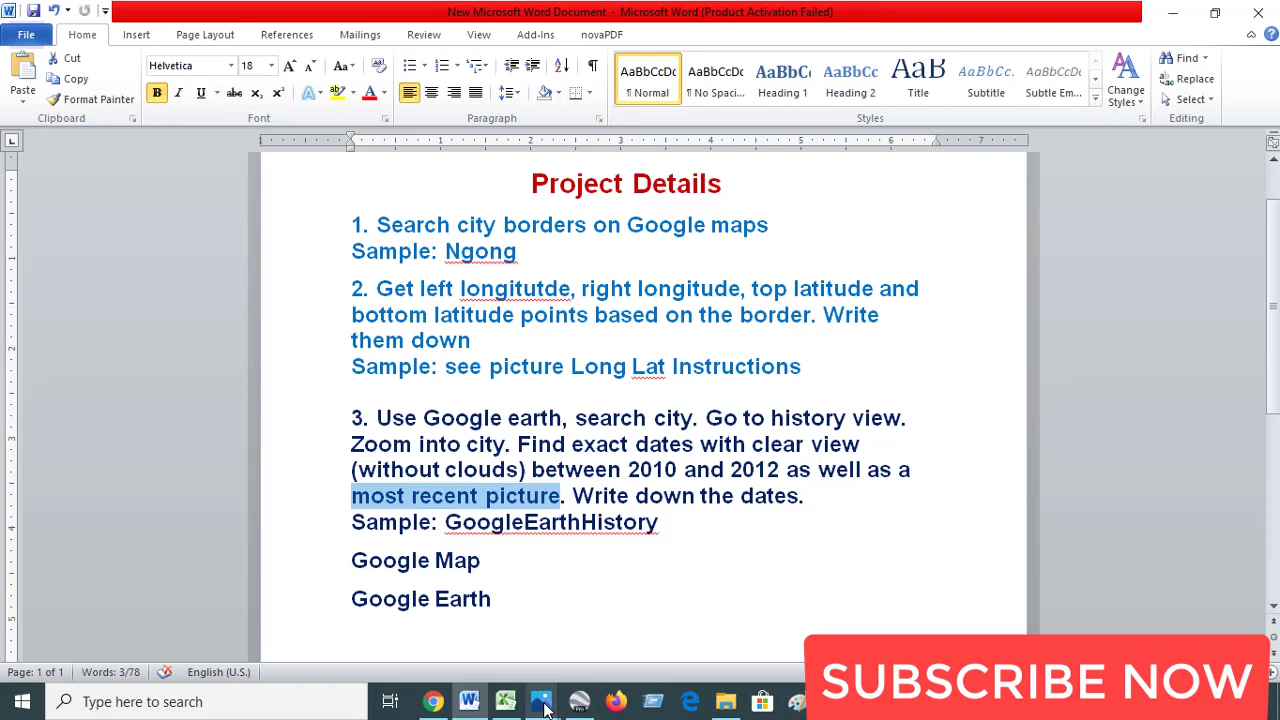 New Microsoft Word Document - Microsoft Word (Product Activation Failed)
File Home Insert Page Layout References Mailings Review View Add-Ins novaPDF
Paste
Cut
Copy
Format Painter
Clipboard
Helvetica 18
Font
Paragraph
AaBbCcDc AaBbCcDc AaBbCc AaBbCc AaB AaBbCcDc AaBbCcDc
¶ Normal ¶ No Spaci... Heading 1 Heading 2 Title Subtitle Subtle Em...
Change Styles
Styles
Find
Replace
Select
Editing
Project Details
1. Search city borders on Google maps
Sample: Ngong
2. Get left longitutde, right longitude, top latitude and
bottom latitude points based on the border. Write
them down
Sample: see picture Long Lat Instructions
3. Use Google earth, search city. Go to history view.
Zoom into city. Find exact dates with clear view
(without clouds) between 2010 and 2012 as well as a
most recent picture. Write down the dates.
Sample: GoogleEarthHistory
Google Map
Google Earth
Page: 1 of 1 Words: 3/78 English (U.S.)
SUBSCRIBE NOW
Type here to search